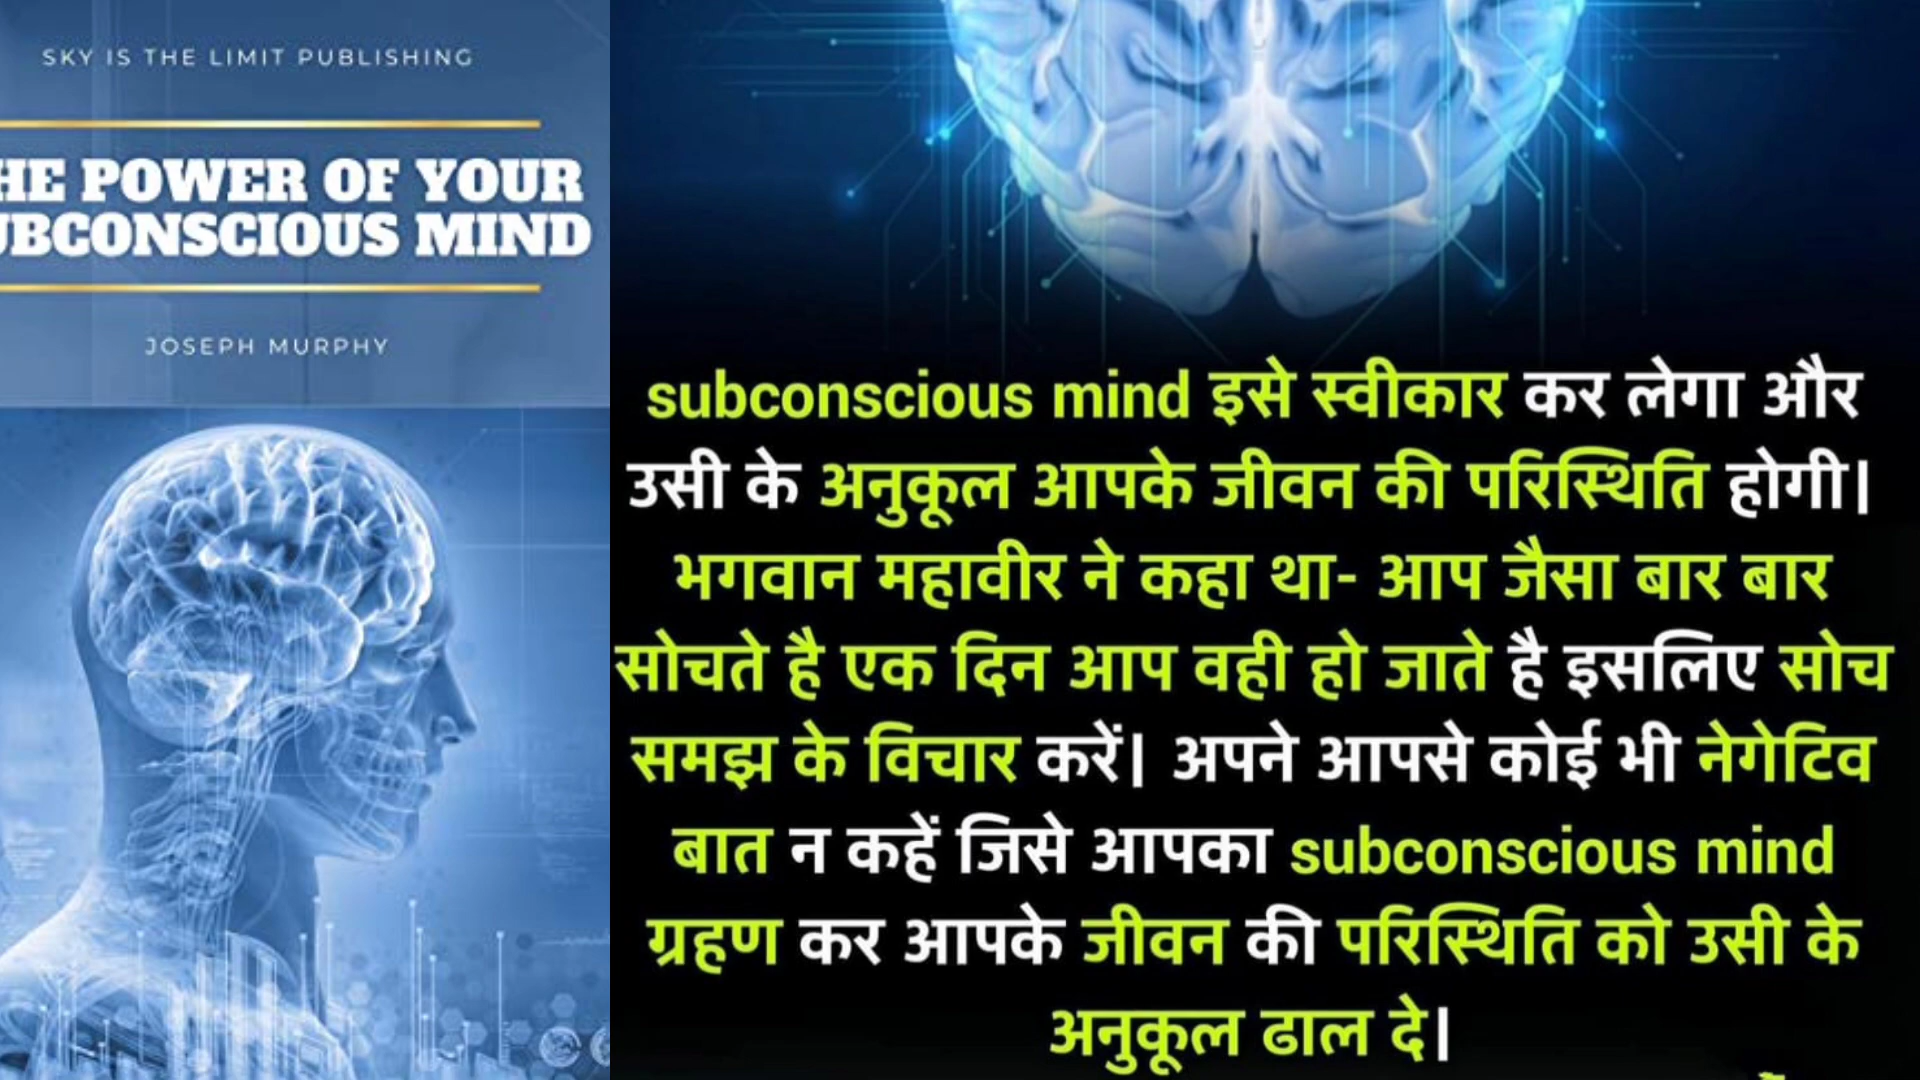 SKY IS THE LIMIT PUBLISHING
HE POWER OF YOUR
UBCONSCIOUS MIND
JOSEPH MURPHY
subconscious mind इसे स्वीकार कर लेगा और
उसी के अनुकूल आपके जीवन की परिस्थिति होगी|
भगवान महावीर ने कहा था- आप जैसा बार बार
सोचते है एक दिन आप वही हो जाते है इसलिए सोच
समझ के विचार करें| अपने आपसे कोई भी नेगेटिव
बात न कहें जिसे आपका subconscious mind
ग्रहण कर आपके जीवन की परिस्थिति को उसी के
अनुकूल ढाल दे|